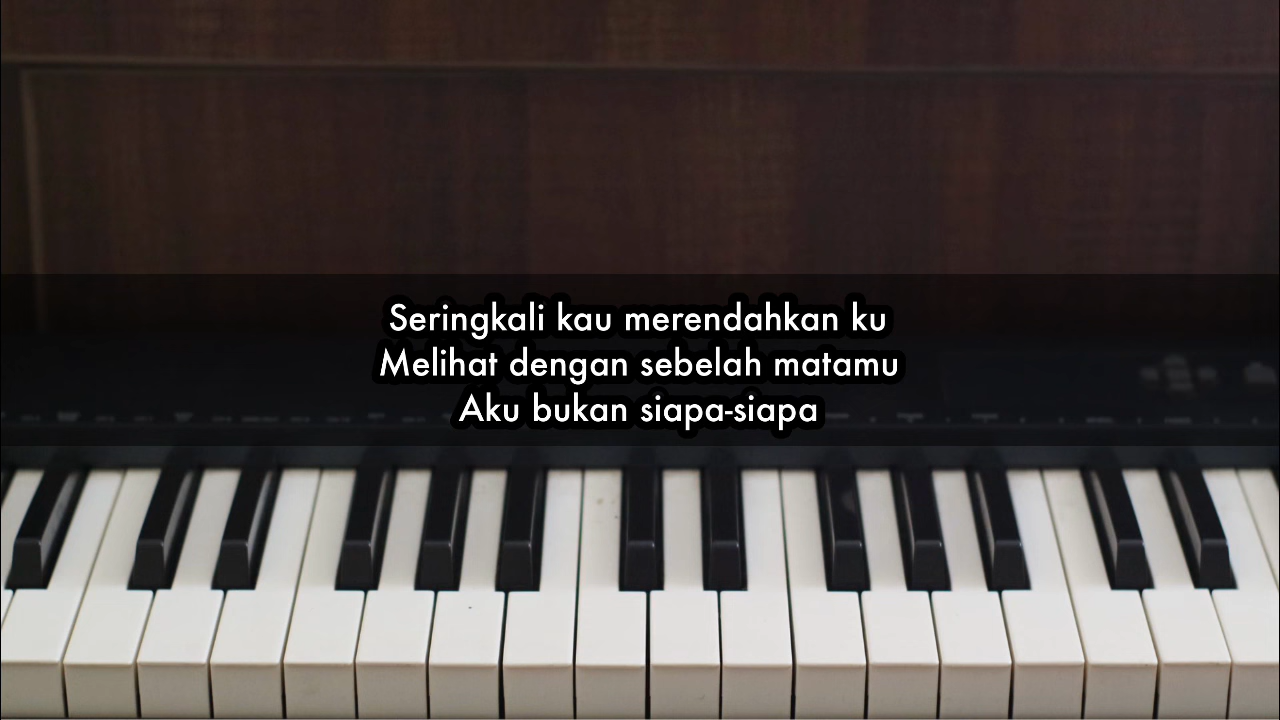 Seringkali kau merendahkan ku
Melihat dengan sebelah matamu
Aku bukan siapa-siapa